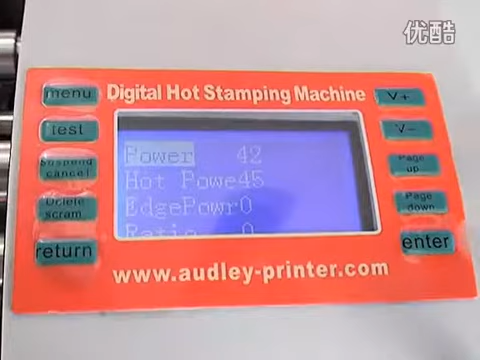 优酷
Digital Hot Stamping Machine
menu
Test
Suspend
cancel
Delete
scram
return
Power 42
Hot Powe45
EdgePowr0
Ratio 0
V+
V-
Page
up
Page
down
enter
www.audley-printer.com